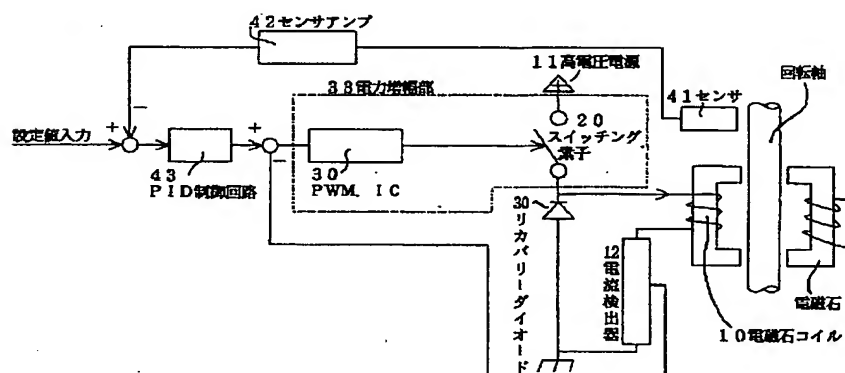 42センサアンプ
11高電圧電源
回転軸
38電力増幅部
41センサ
設定値入力
+
−
+
−
20
スイッチング
素子
43
PID制御回路
30
PWM. IC
30
リカバリーダイオード
12
電流検出器
電磁石
10電磁石コイル